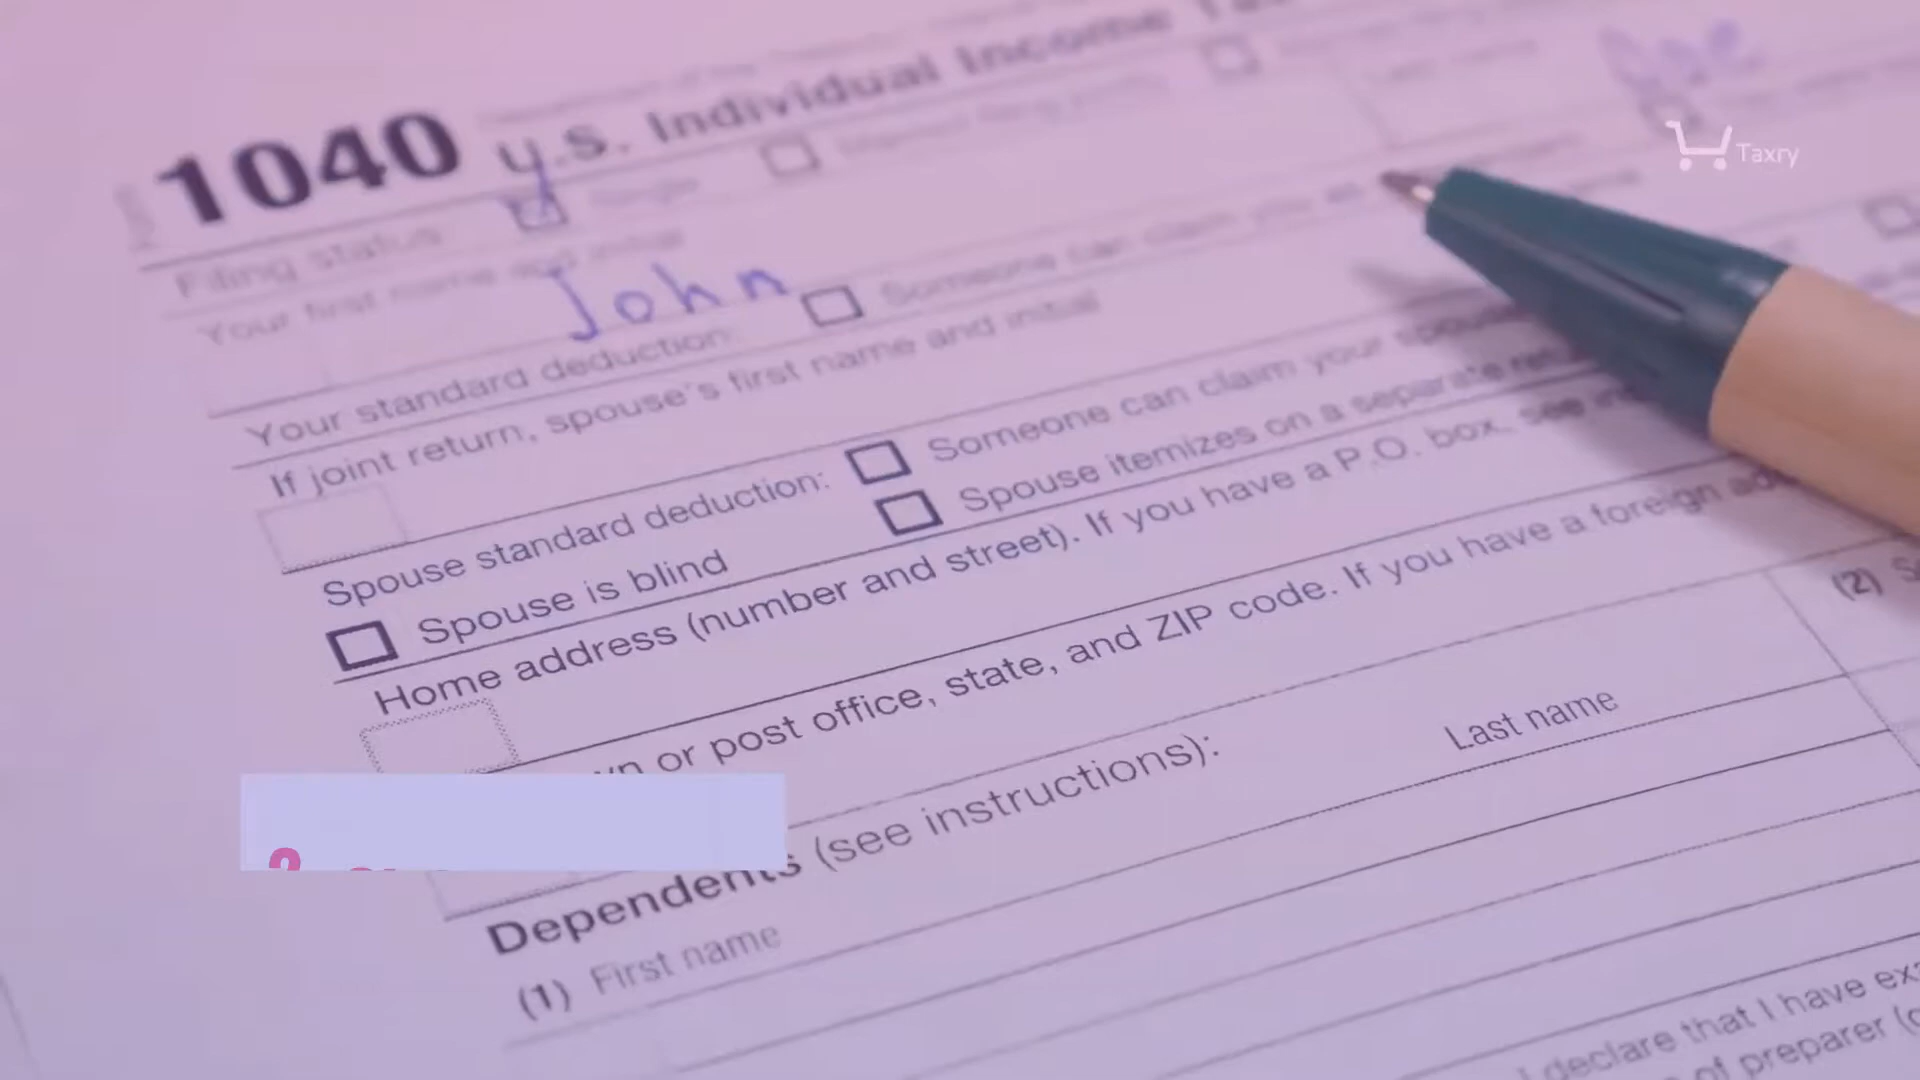 1040 U.S. Individual Income Tax
Taxry
Filing status
Single
Your first name and initial
John
Doe
Last name
Your standard deduction:
Someone can claim you as
If joint return, spouse's first name and initial
Spouse standard deduction:
Someone can claim your spouse
Spouse itemizes on a separate
Spouse is blind
Home address (number and street). If you have a P.O. box, see
or post office, state, and ZIP code. If you have a foreign
Dependents (see instructions):
(1) First name
Last name
(2)
I declare that I have
of preparer